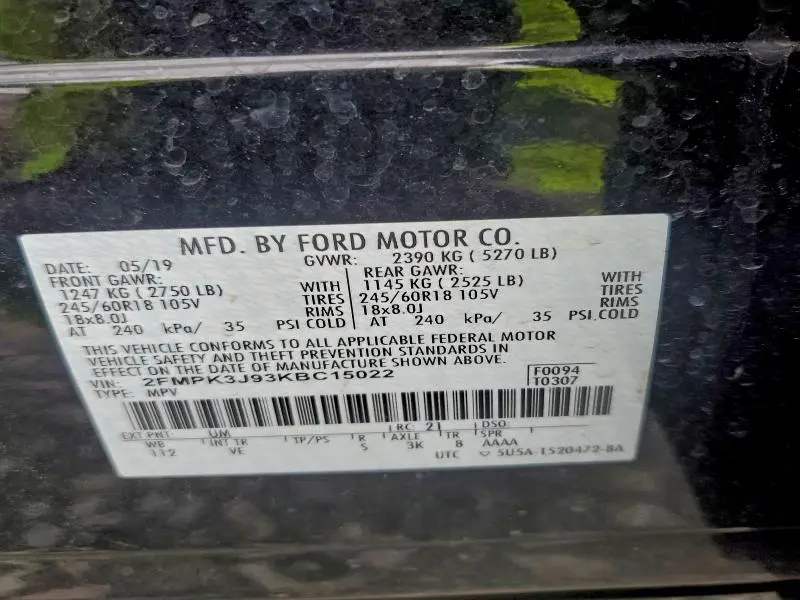 MFD. BY FORD MOTOR CO.
DATE: 05/19 GVWR: 2390 KG ( 5270 LB)
FRONT GAWR: REAR GAWR:
1247 KG ( 2750 LB) WITH 1145 KG ( 2525 LB) WITH
245/60R18 105V TIRES 245/60R18 105V TIRES
18x8.0J RIMS 18x8.0J RIMS
AT 240 kPa/ 35 PSI COLD AT 240 kPa/ 35 PSI COLD
THIS VEHICLE CONFORMS TO ALL APPLICABLE FEDERAL MOTOR
VEHICLE SAFETY AND THEFT PREVENTION STANDARDS IN
EFFECT ON THE DATE OF MANUFACTURE SHOWN ABOVE.
VIN: 2FMPK3J93KBC15022 F0094
TYPE: MPV T0307
EXT PNT: UM RC: 21 DSO:
WB INT TR TP/PS R AXLE TR SPR
112 VE S 3K 8 AAAA
UTC 5U5A-1520472-BA